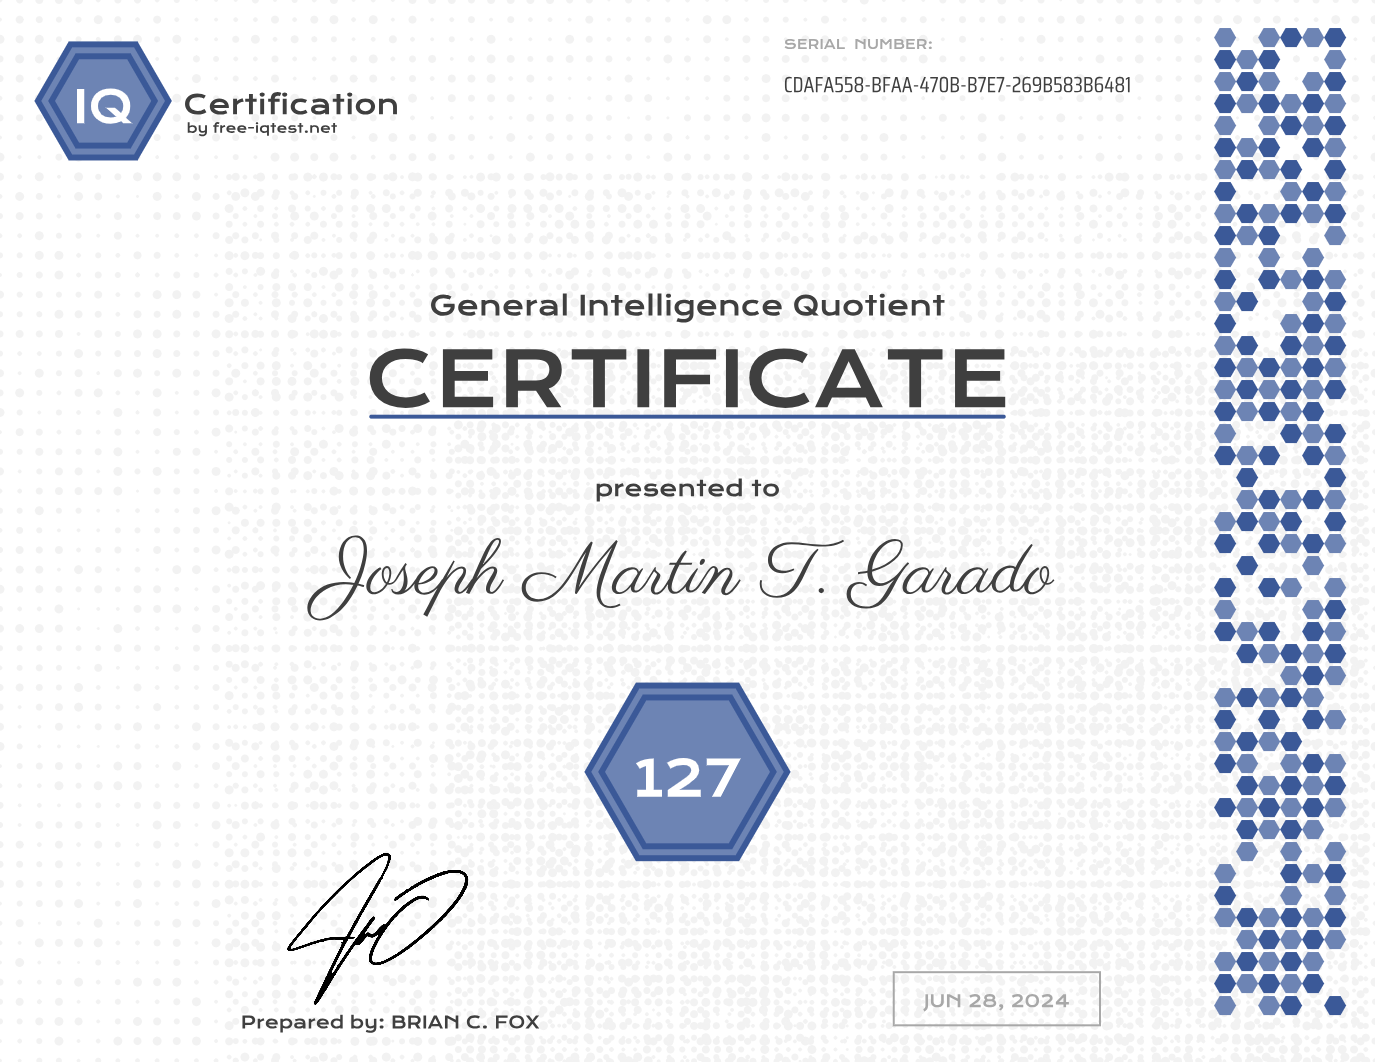 IQ
Certification
by free-iqtest.net
SERIAL NUMBER:
CDAFA558-BFAA-470B-B7E7-269B583B6481
General Intelligence Quotient
CERTIFICATE
presented to
Joseph Martin T. Garado
127
Prepared by: BRIAN C. FOX
JUN 28, 2024